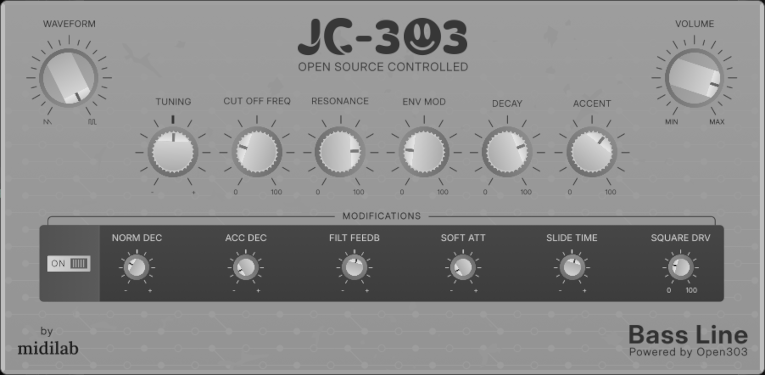 WAVEFORM
JC-303
VOLUME
OPEN SOURCE CONTROLLED
TUNING
CUT OFF FREQ
RESONANCE
ENV MOD
DECAY
ACCENT
MIN MAX
- +
0 100
0 100
0 100
0 100
0 100
MODIFICATIONS
NORM DEC
ACC DEC
FILT FEEDB
SOFT ATT
SLIDE TIME
SQUARE DRV
ON
- +
- +
- +
- +
- +
0 100
by
midilab
Bass Line
Powered by Open303